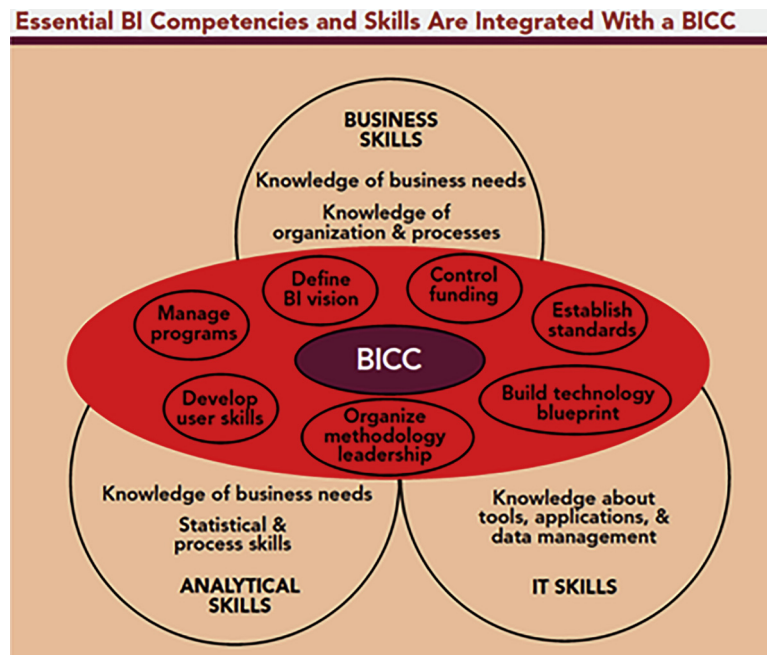 Essential BI Competencies and Skills Are Integrated With a BICC
BUSINESS
SKILLS
Knowledge of business needs
Knowledge of
organization & processes
Define
BI vision
Control
funding
Manage
programs
Establish
standards
BICC
Develop
user skills
Organize
methodology
leadership
Build technology
blueprint
Knowledge of business needs
Statistical &
process skills
ANALYTICAL
SKILLS
Knowledge about
tools, applications, &
data management
IT SKILLS